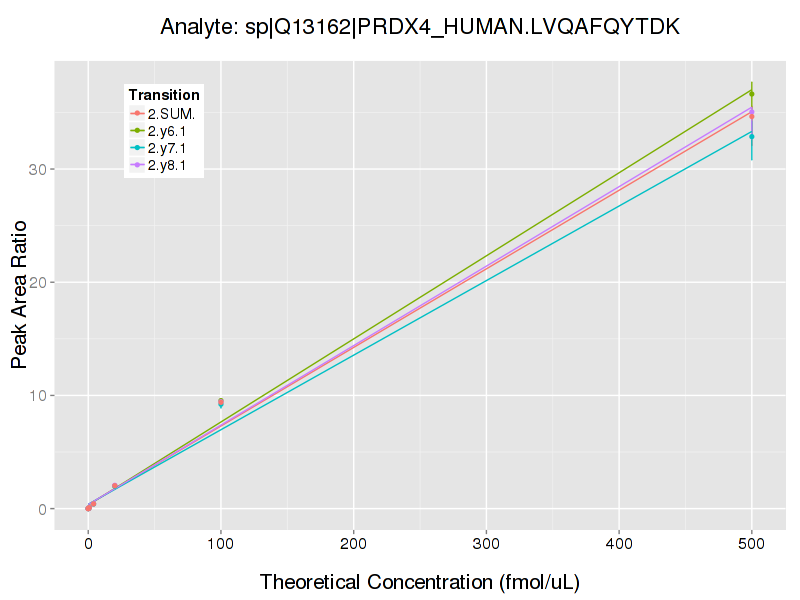 Analyte: sp|Q13162|PRDX4_HUMAN.LVQAFQYTDK
Transition
2.SUM.
2.y6.1
2.y7.1
2.y8.1
Peak Area Ratio
30
20
10
0
0 100 200 300 400 500
Theoretical Concentration (fmol/uL)